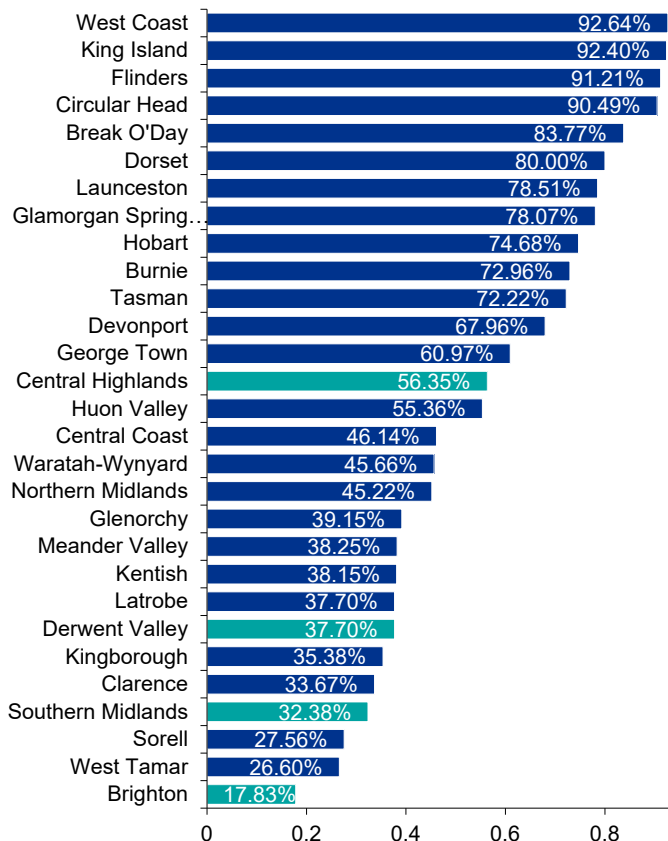 West Coast 92.64%
King Island 92.40%
Flinders 91.21%
Circular Head 90.49%
Break O'Day 83.77%
Dorset 80.00%
Launceston 78.51%
Glamorgan Spring… 78.07%
Hobart 74.68%
Burnie 72.96%
Tasman 72.22%
Devonport 67.96%
George Town 60.97%
Central Highlands 56.35%
Huon Valley 55.36%
Central Coast 46.14%
Waratah-Wynyard 45.66%
Northern Midlands 45.22%
Glenorchy 39.15%
Meander Valley 38.25%
Kentish 38.15%
Latrobe 37.70%
Derwent Valley 37.70%
Kingborough 35.38%
Clarence 33.67%
Southern Midlands 32.38%
Sorell 27.56%
West Tamar 26.60%
Brighton 17.83%
0 0.2 0.4 0.6 0.8